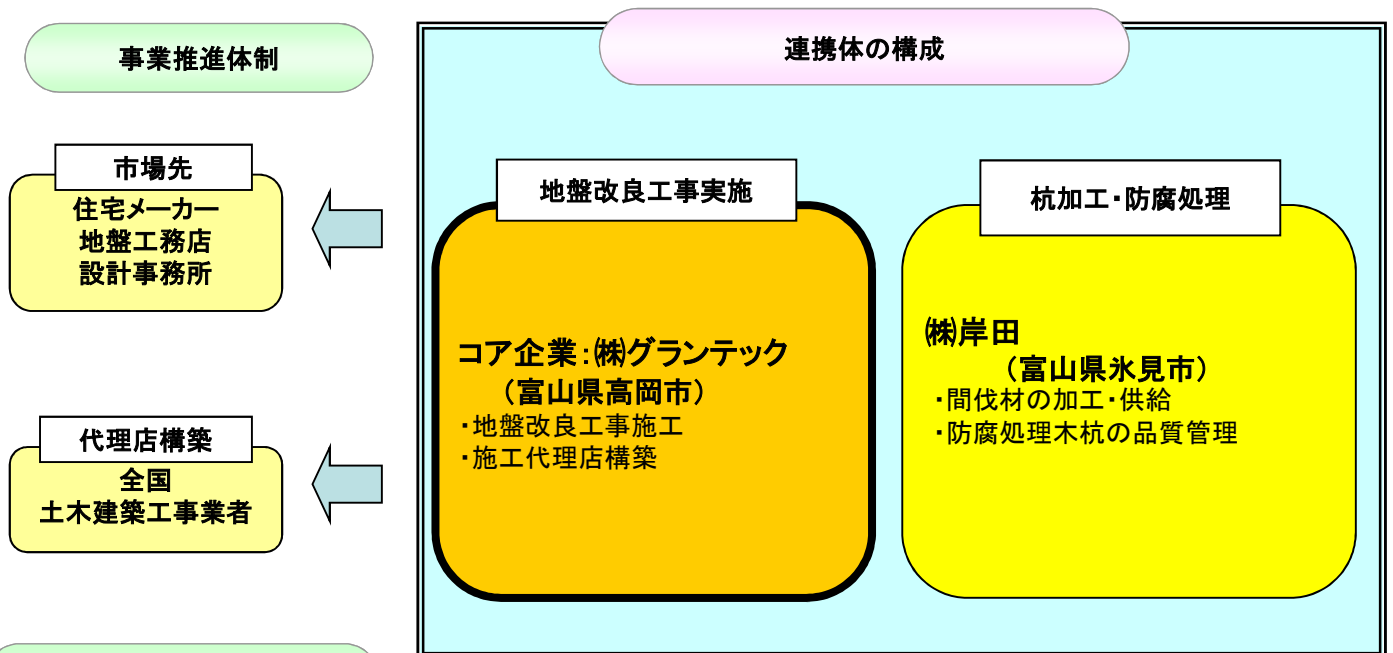 事業推進体制
市場先
住宅メーカー
地盤工務店
設計事務所
代理店構築
全国
土木建築工事業者
連携体の構成
地盤改良工事実施
コア企業:㈱グランテック
(富山県高岡市)
・地盤改良工事施工
・施工代理店構築
杭加工・防腐処理
㈱岸田
(富山県氷見市)
・間伐材の加工・供給
・防腐処理木杭の品質管理